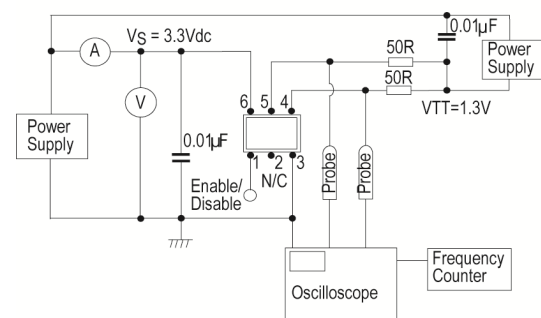 0.01µF
VS = 3.3Vdc
A
50R
Power
Supply
50R
V
6 5 4
VTT=1.3V
Power
Supply
0.01µF
1 2 3
N/C
Enable/
Disable
Probe
Probe
Frequency
Counter
Oscilloscope